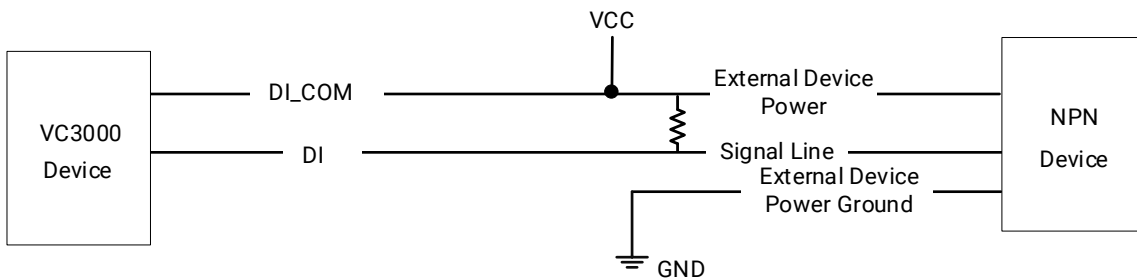 VCC
DI_COM
External Device
Power
VC3000
Device
NPN
Device
DI
Signal Line
External Device
Power Ground
GND